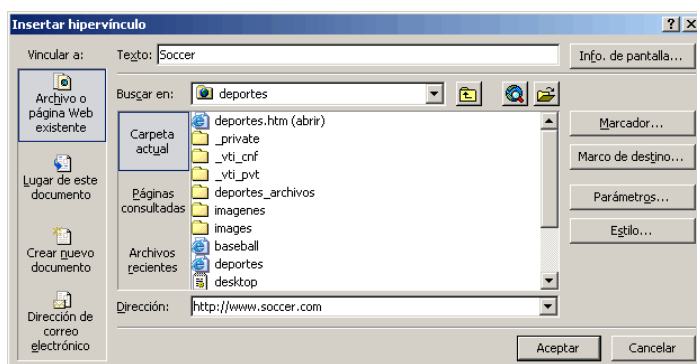 Insertar hipervínculo
Vincular a:
Texto: Soccer
Info. de pantalla...
Archivo o
página Web
existente
Lugar de este
documento
Crear nuevo
documento
Dirección de
correo
electrónico
Buscar en: deportes
Carpeta
actual
Páginas
consultadas
Archivos
recientes
deportes.htm (abrir)
_private
_vti_cnf
_vti_pvt
deportes_archivos
imagenes
images
baseball
deportes
desktop
Marcador...
Marco de destino...
Parámetros...
Estilo...
Dirección: http://www.soccer.com
Aceptar
Cancelar